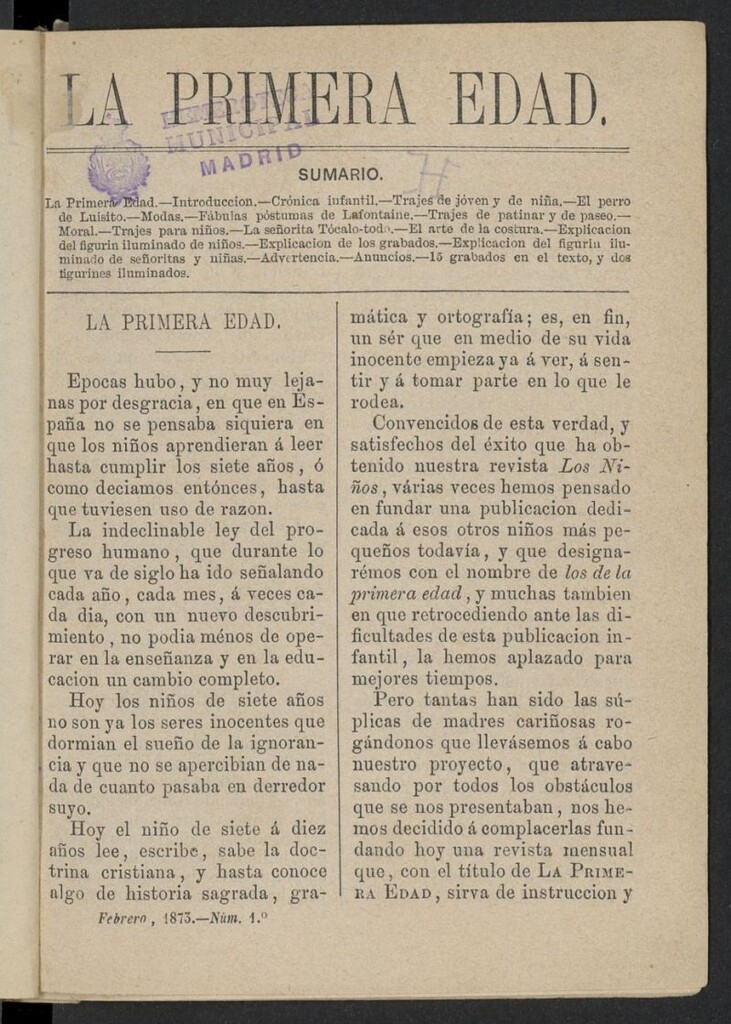 LA PRIMERA EDAD.
MUNICIPAL
MADRID
SUMARIO.
La Primera Edad.—Introduccion.—Crónica infantil.—Trajes de jóven y de niña.—El perro
de Luisito.—Modas.—Fábulas póstumas de Lafontaine.—Trajes de patinar y de paseo.—
Moral.—Trajes para niños.—La señorita Tócalo-todo.—El arte de la costura.—Explicacion
del figurin iluminado de niños.—Explicacion de los grabados.—Explicacion del figurin ilu-
minado de señoritas y niñas.—Advertencia.—Anuncios.—15 grabados en el texto, y dos
figurines iluminados.
LA PRIMERA EDAD.
Epocas hubo, y no muy leja-
nas por desgracia, en que en Es-
paña no se pensaba siquiera en
que los niños aprendieran á leer
hasta cumplir los siete años, ó
como deciamos entónces, hasta
que tuviesen uso de razon.
La indeclinable ley del pro-
greso humano, que durante lo
que va de siglo ha ido señalando
cada año, cada mes, á veces ca-
da dia, con un nuevo descubri-
miento, no podia ménos de ope-
rar en la enseñanza y en la edu-
cacion un cambio completo.
Hoy los niños de siete años
no son ya los seres inocentes que
dormian el sueño de la ignoran-
cia y que no se apercibian de na-
da de cuanto pasaba en derredor
suyo.
Hoy el niño de siete á diez
años lee, escribe, sabe la doc-
trina cristiana, y hasta conoce
algo de historia sagrada, gra-
Febrero, 1873.—Núm. 1.º
mática y ortografía; es, en fin,
un sér que en medio de su vida
inocente empieza ya á ver, á sen-
tir y á tomar parte en lo que le
rodea.
Convencidos de esta verdad, y
satisfechos del éxito que ha ob-
tenido nuestra revista Los Ni-
ños, várias veces hemos pensado
en fundar una publicacion dedi-
cada á esos otros niños más pe-
queños todavía, y que designa-
rémos con el nombre de los de la
primera edad, y muchas tambien
en que retrocediendo ante las di-
ficultades de esta publicacion in-
fantil, la hemos aplazado para
mejores tiempos.
Pero tantas han sido las sú-
plicas de madres cariñosas ro-
gándonos que llevásemos á cabo
nuestro proyecto, que atrave-
sando por todos los obstáculos
que se nos presentaban, nos he-
mos decidido á complacerlas fun-
dando hoy una revista mensual
que, con el título de LA PRIME-
RA EDAD, sirva de instruccion y